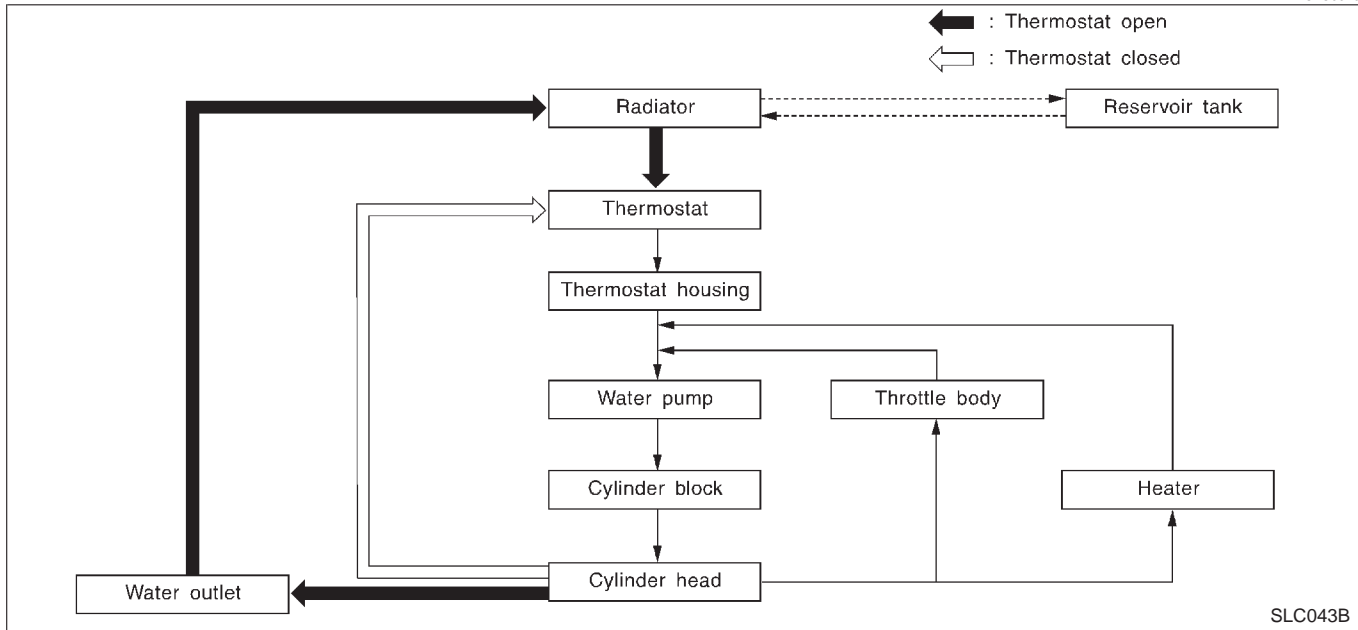 : Thermostat open
: Thermostat closed
Radiator
Reservoir tank
Thermostat
Thermostat housing
Water pump
Throttle body
Cylinder block
Heater
Water outlet
Cylinder head
SLC043B